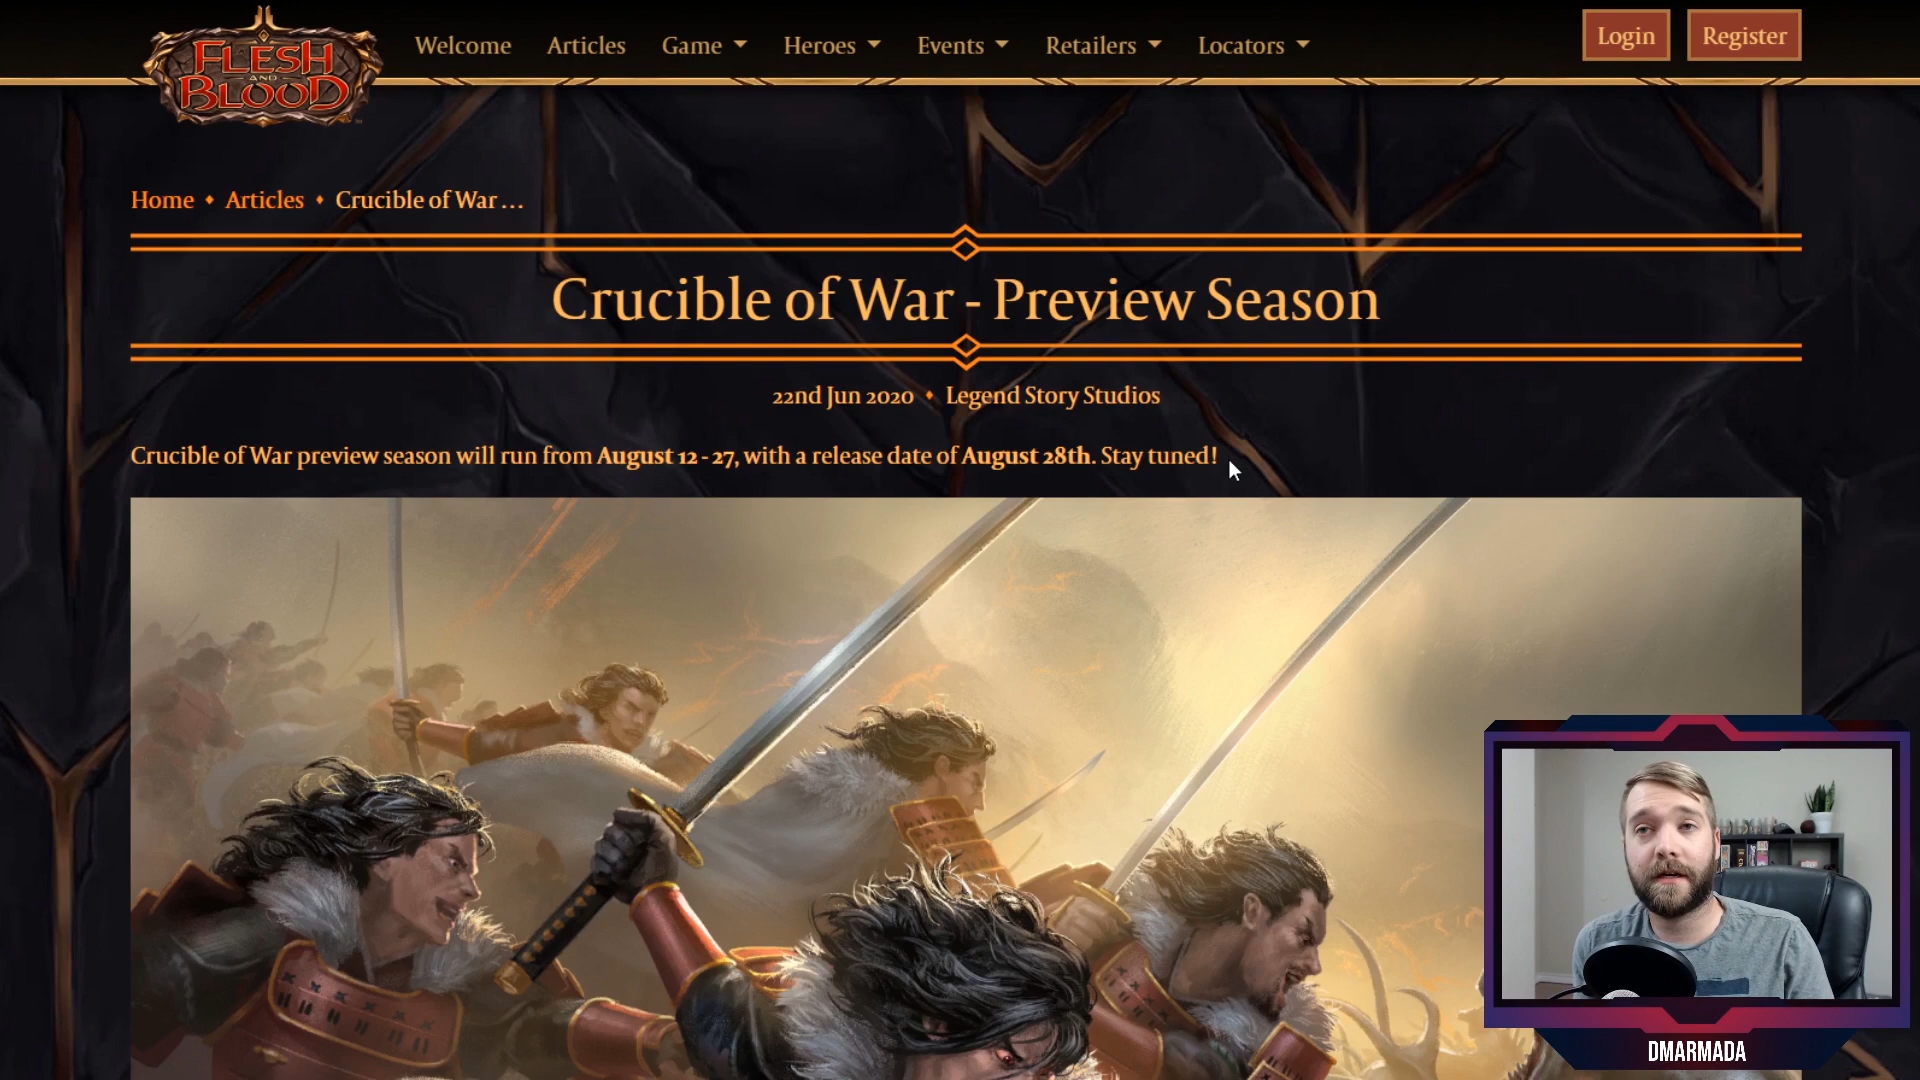 FLESH
AND
BLOOD
Welcome Articles Game Heroes Events Retailers Locators
Login Register
Home ♦ Articles ♦ Crucible of War ...
Crucible of War - Preview Season
22nd Jun 2020 ♦ Legend Story Studios
Crucible of War preview season will run from August 12 - 27, with a release date of August 28th. Stay tuned!
DMARMADA